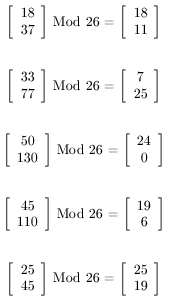 [ 18 37 ] Mod 26 = [ 18 11 ]
[ 33 77 ] Mod 26 = [ 7 25 ]
[ 50 130 ] Mod 26 = [ 24 0 ]
[ 45 110 ] Mod 26 = [ 19 6 ]
[ 25 45 ] Mod 26 = [ 25 19 ]